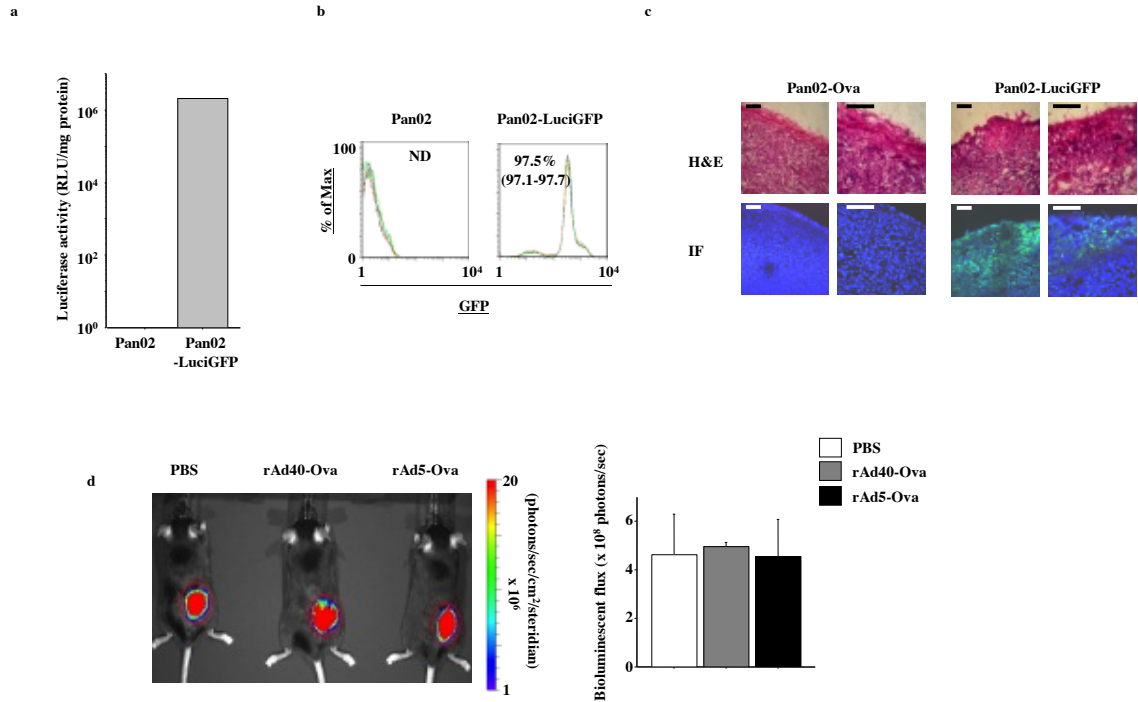 a
Luciferase activity (RLU/mg protein)
10⁶
10⁴
10²
10⁰
Pan02
Pan02
-LuciGFP
b
Pan02
Pan02-LuciGFP
% of Max
100
0
ND
97.5%
(97.1-97.7)
1
10⁴
1
10⁴
GFP
c
Pan02-Ova
Pan02-LuciGFP
H&E
IF
d
PBS
rAd40-Ova
rAd5-Ova
20
1
(photons/sec/cm²/steridian)
x 10⁶
Bioluminescent flux (x 10⁸ photons/sec)
6
4
2
0
PBS
rAd40-Ova
rAd5-Ova